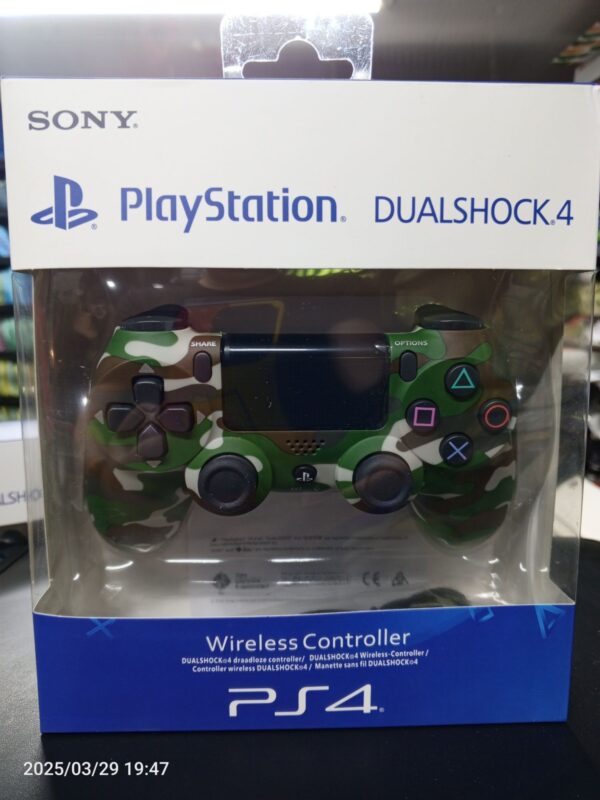 SONY®
PlayStation® DUALSHOCK®4
SHARE
OPTIONS
Wireless Controller
DUALSHOCK®4 draadloze controller/ DUALSHOCK®4 Wireless-Controller/
Controller wireless DUALSHOCK®4 / Manette sans fil DUALSHOCK®4
PS4®
2025/03/29 19:47